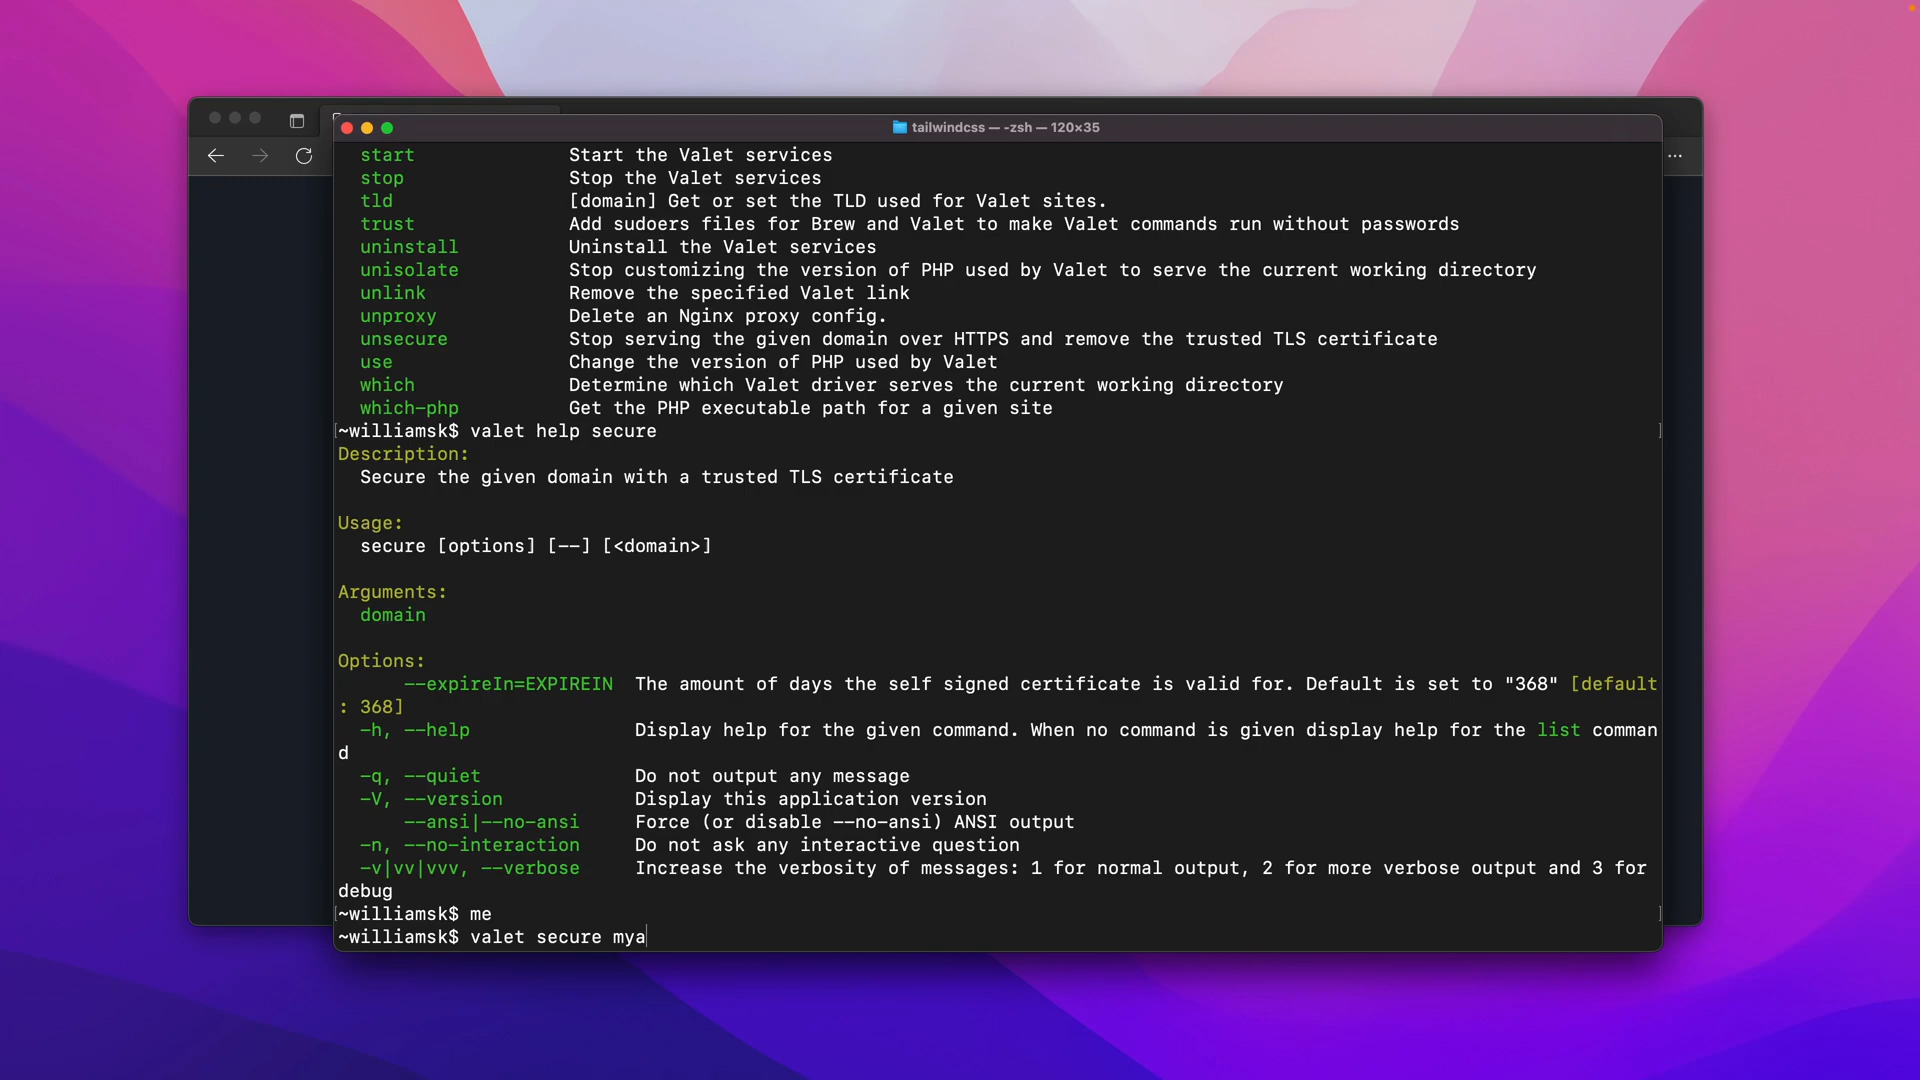 tailwindcss — -zsh — 120×35
start Start the Valet services
stop Stop the Valet services
tld [domain] Get or set the TLD used for Valet sites.
trust Add sudoers files for Brew and Valet to make Valet commands run without passwords
uninstall Uninstall the Valet services
unisolate Stop customizing the version of PHP used by Valet to serve the current working directory
unlink Remove the specified Valet link
unproxy Delete an Nginx proxy config.
unsecure Stop serving the given domain over HTTPS and remove the trusted TLS certificate
use Change the version of PHP used by Valet
which Determine which Valet driver serves the current working directory
which-php Get the PHP executable path for a given site
[~williamsk$ valet help secure ]
Description:
Secure the given domain with a trusted TLS certificate
Usage:
secure [options] [--] [<domain>]
Arguments:
domain
Options:
--expireIn=EXPIREIN The amount of days the self signed certificate is valid for. Default is set to "368" [default
: 368]
-h, --help Display help for the given command. When no command is given display help for the list comman
d
-q, --quiet Do not output any message
-V, --version Display this application version
--ansi|--no-ansi Force (or disable --no-ansi) ANSI output
-n, --no-interaction Do not ask any interactive question
-v|vv|vvv, --verbose Increase the verbosity of messages: 1 for normal output, 2 for more verbose output and 3 for
debug
[~williamsk$ me ]
~williamsk$ valet secure mya